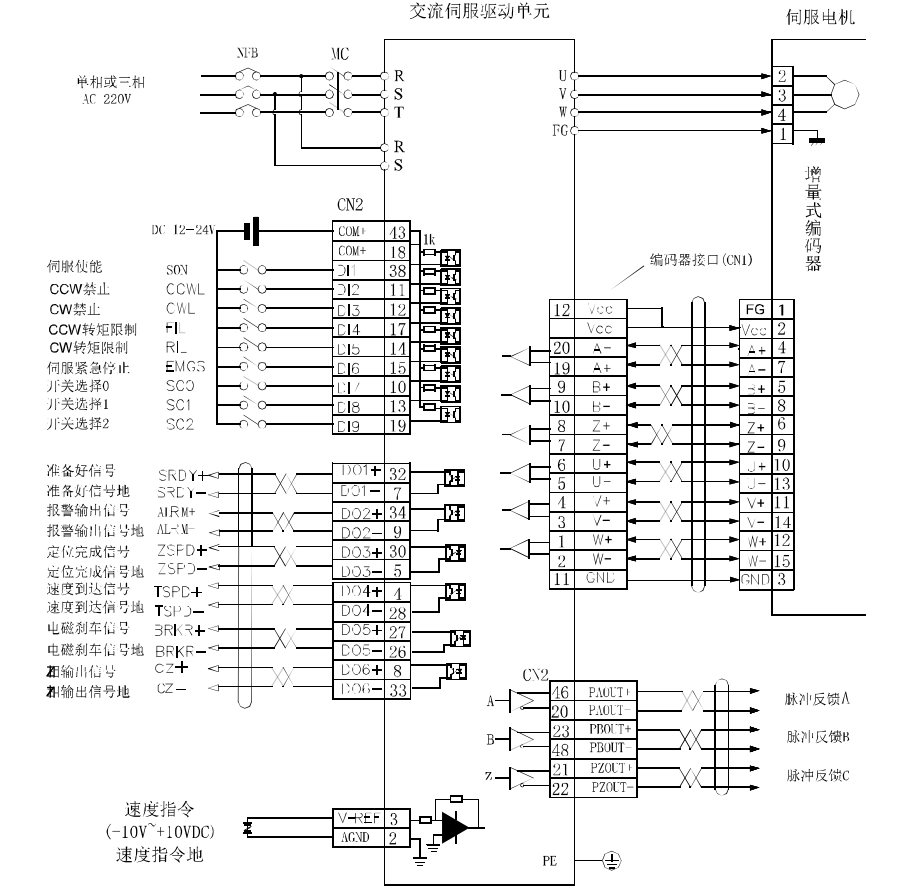 交流伺服驱动单元
伺服电机
单相或三相
AC 220V
NFB
MC
R
S
T
R
S
U
V
W
FG
2
3
4
1
增量式编码器
CN2
DC 12-24V
COM+ 43
COM+ 18
1k
伺服使能 SON DI1 38
CCW禁止 CCWL DI2 11
CW禁止 CWL DI3 12
CCW转矩限制 FIL DI4 17
CW转矩限制 RIL DI5 14
伺服紧急停止 EMGS DI6 15
开关选择0 SC0 DI7 10
开关选择1 SC1 DI8 13
开关选择2 SC2 DI9 19
编码器接口(CN1)
12 Vcc FG 1
Vcc Vcc 2
20 A- A+ 4
19 A+ A- 7
9 B+ B+ 5
10 B- B- 8
8 Z+ Z+ 6
7 Z- Z- 9
6 U+ U+ 10
5 U- U- 13
4 V+ V+ 11
3 V- V- 14
1 W+ W+ 12
2 W- W- 15
11 GND GND 3
准备好信号 SRDY+ DO1+ 32
准备好信号地 SRDY- DO1- 7
报警输出信号 ALRM+ DO2+ 34
报警输出信号地 ALRM- DO2- 9
定位完成信号 ZSPD+ DO3+ 30
定位完成信号地 ZSPD- DO3- 5
速度到达信号 TSPD+ DO4+ 4
速度到达信号地 TSPD- DO4- 28
电磁刹车信号 BRKR+ DO5+ 27
电磁刹车信号地 BRKR- DO5- 26
Z相输出信号 CZ+ DO6+ 8
Z相输出信号地 CZ- DO6- 33
CN2
A 46 PAOUT+ 脉冲反馈A
20 PAOUT-
B 23 PBOUT+ 脉冲反馈B
48 PBOUT-
Z 21 PZOUT+ 脉冲反馈C
22 PZOUT-
速度指令
(-10V~+10VDC)
速度指令地
V-REF 3
AGND 2
PE